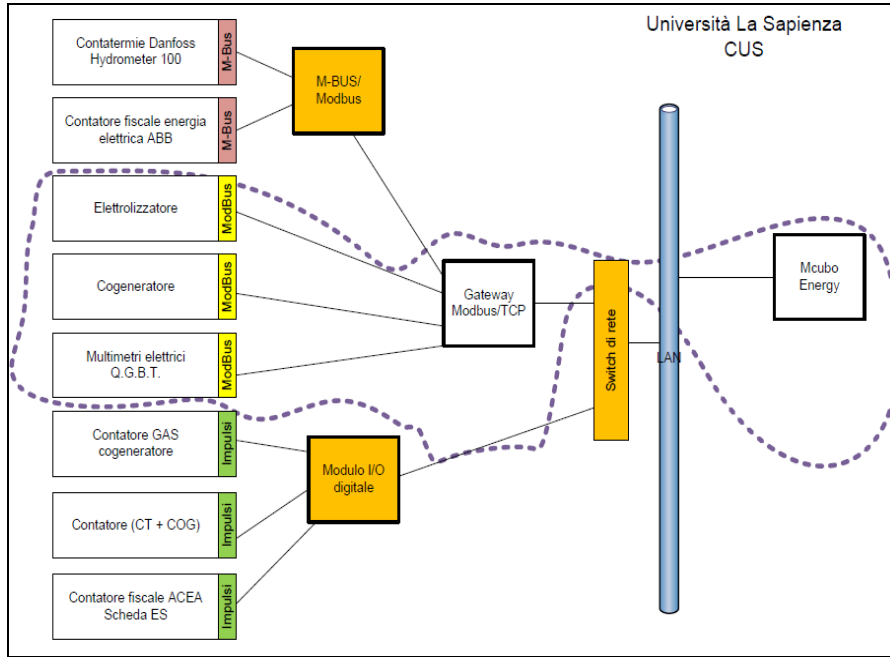 Università La Sapienza
CUS
Contatermie Danfoss
Hydrometer 100
M-Bus
M-BUS/
Modbus
Contatore fiscale energia
elettrica ABB
M-Bus
Elettrolizzatore
ModBus
Cogeneratore
ModBus
Gateway
Modbus/TCP
Mcubo
Energy
Multimetri elettrici
Q.G.B.T.
ModBus
Switch di rete
LAN
Contatore GAS
cogeneratore
Impulsi
Modulo I/O
digitale
Contatore (CT + COG)
Impulsi
Contatore fiscale ACEA
Scheda ES
Impulsi